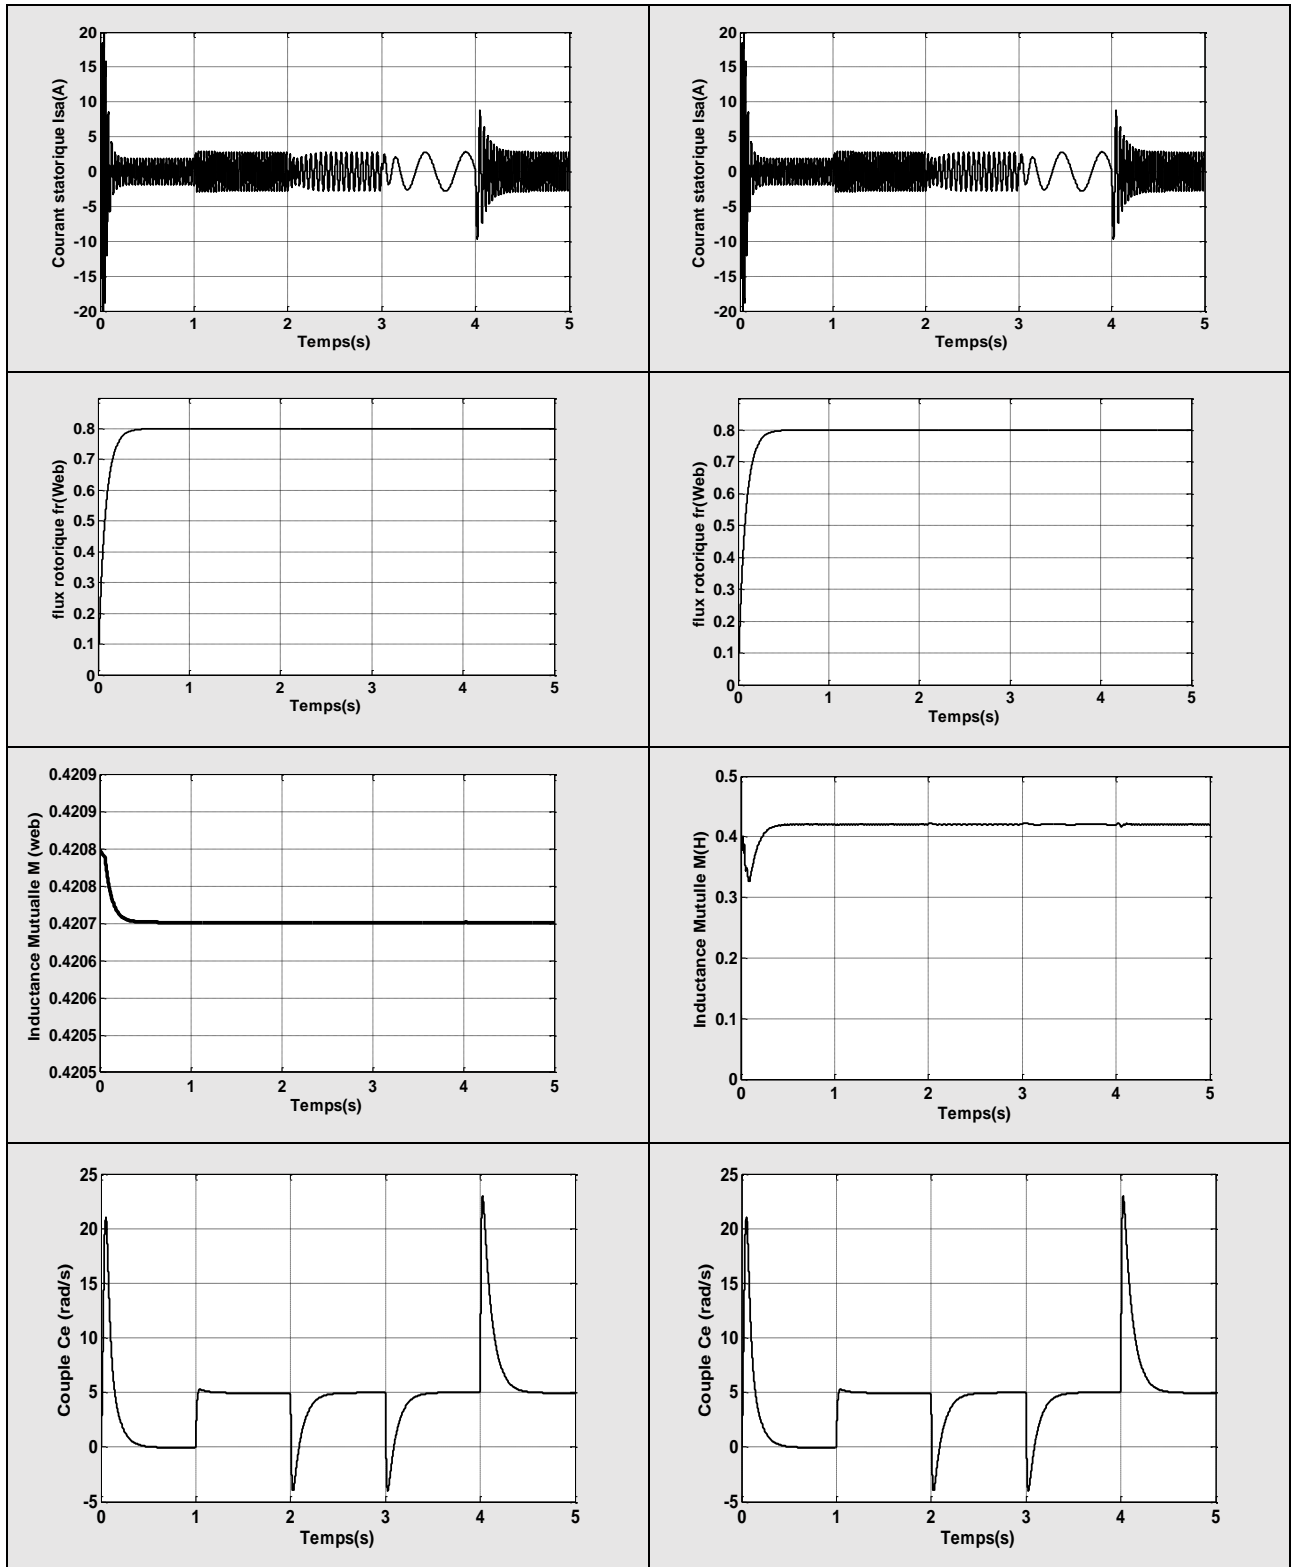 20
15
10
5
0
-5
-10
-15
-20
Courant statorique Isa(A)
0 1 2 3 4 5
Temps(s)
20
15
10
5
0
-5
-10
-15
-20
Courant statorique Isa(A)
0 1 2 3 4 5
Temps(s)
0.8
0.7
0.6
0.5
0.4
0.3
0.2
0.1
0
flux rotorique fr(Web)
0 1 2 3 4 5
Temps(s)
0.8
0.7
0.6
0.5
0.4
0.3
0.2
0.1
0
flux rotorique fr(Web)
0 1 2 3 4 5
Temps(s)
0.4209
0.4209
0.4208
0.4208
0.4207
0.4206
0.4206
0.4205
0.4205
Inductance Mutualle M (web)
0 1 2 3 4 5
Temps(s)
0.5
0.4
0.3
0.2
0.1
0
Inductance Mutulle M(H)
0 1 2 3 4 5
Temps(s)
25
20
15
10
5
0
-5
Couple Ce (rad/s)
0 1 2 3 4 5
Temps(s)
25
20
15
10
5
0
-5
Couple Ce (rad/s)
0 1 2 3 4 5
Temps(s)